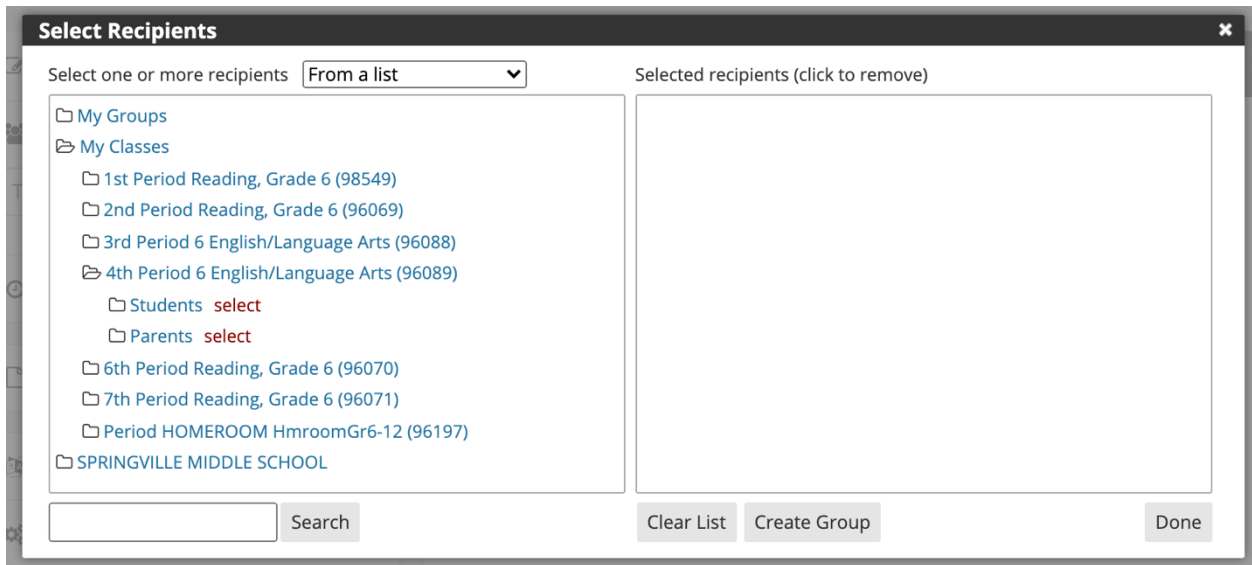 Select Recipients
Select one or more recipients From a list
Selected recipients (click to remove)
My Groups
My Classes
1st Period Reading, Grade 6 (98549)
2nd Period Reading, Grade 6 (96069)
3rd Period 6 English/Language Arts (96088)
4th Period 6 English/Language Arts (96089)
Students select
Parents select
6th Period Reading, Grade 6 (96070)
7th Period Reading, Grade 6 (96071)
Period HOMEROOM HmroomGr6-12 (96197)
SPRINGVILLE MIDDLE SCHOOL
Search
Clear List Create Group Done